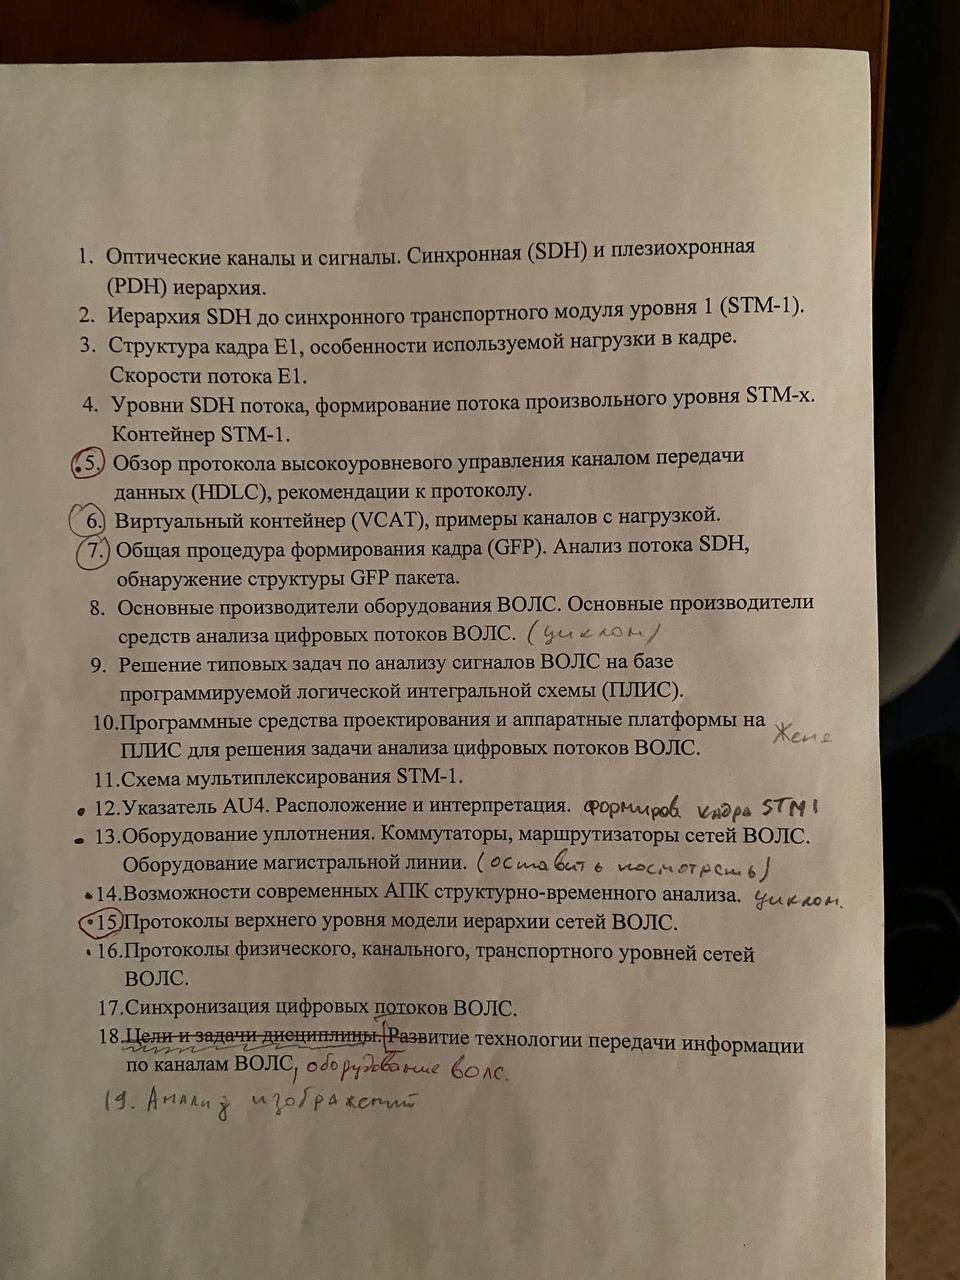 1. Оптические каналы и сигналы. Синхронная (SDH) и плезиохронная
(PDH) иерархия.
2. Иерархия SDH до синхронного транспортного модуля уровня 1 (STM-1).
3. Структура кадра E1, особенности используемой нагрузки в кадре.
Скорости потока E1.
4. Уровни SDH потока, формирование потока произвольного уровня STM-x.
Контейнер STM-1.
5. Обзор протокола высокоуровневого управления каналом передачи
данных (HDLC), рекомендации к протоколу.
6. Виртуальный контейнер (VCAT), примеры каналов с нагрузкой.
7. Общая процедура формирования кадра (GFP). Анализ потока SDH,
обнаружение структуры GFP пакета.
8. Основные производители оборудования ВОЛС. Основные производители
средств анализа цифровых потоков ВОЛС. (циклон)
9. Решение типовых задач по анализу сигналов ВОЛС на базе
программируемой логической интегральной схемы (ПЛИС).
10.Программные средства проектирования и аппаратные платформы на Жене
ПЛИС для решения задачи анализа цифровых потоков ВОЛС.
11.Схема мультиплексирования STM-1.
12.Указатель AU4. Расположение и интерпретация. формиров кадра STM1
13.Оборудование уплотнения. Коммутаторы, маршрутизаторы сетей ВОЛС.
Оборудование магистральной линии. (оставить посмотреть)
14.Возможности современных АПК структурно-временного анализа. циклон.
15.Протоколы верхнего уровня модели иерархии сетей ВОЛС.
16.Протоколы физического, канального, транспортного уровней сетей
ВОЛС.
17.Синхронизация цифровых потоков ВОЛС.
18.Цели и задачи дисциплины. Развитие технологии передачи информации
по каналам ВОЛС, оборудование волс.
19. Анализ изображений